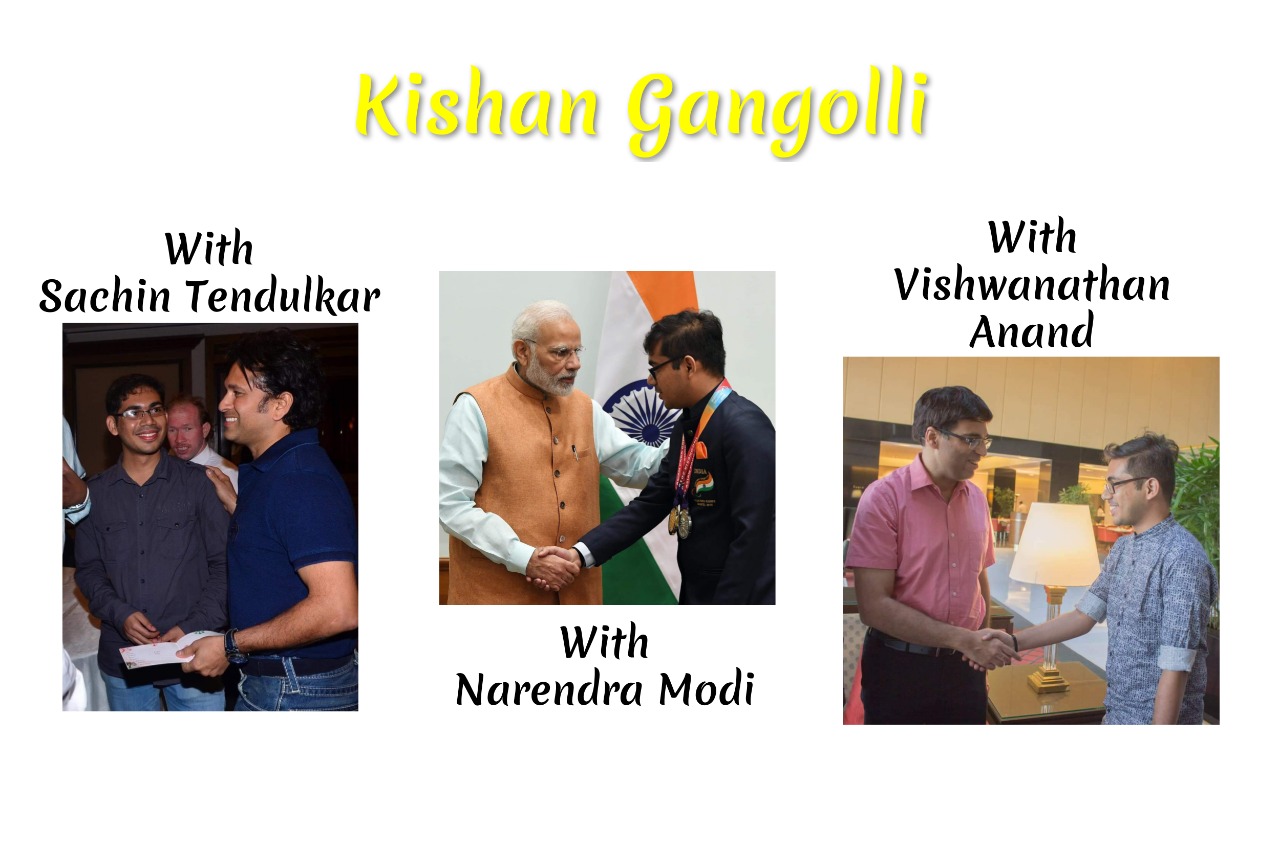 Kishan Gangolli
With
Sachin Tendulkar
With
Narendra Modi
With
Vishwanathan
Anand